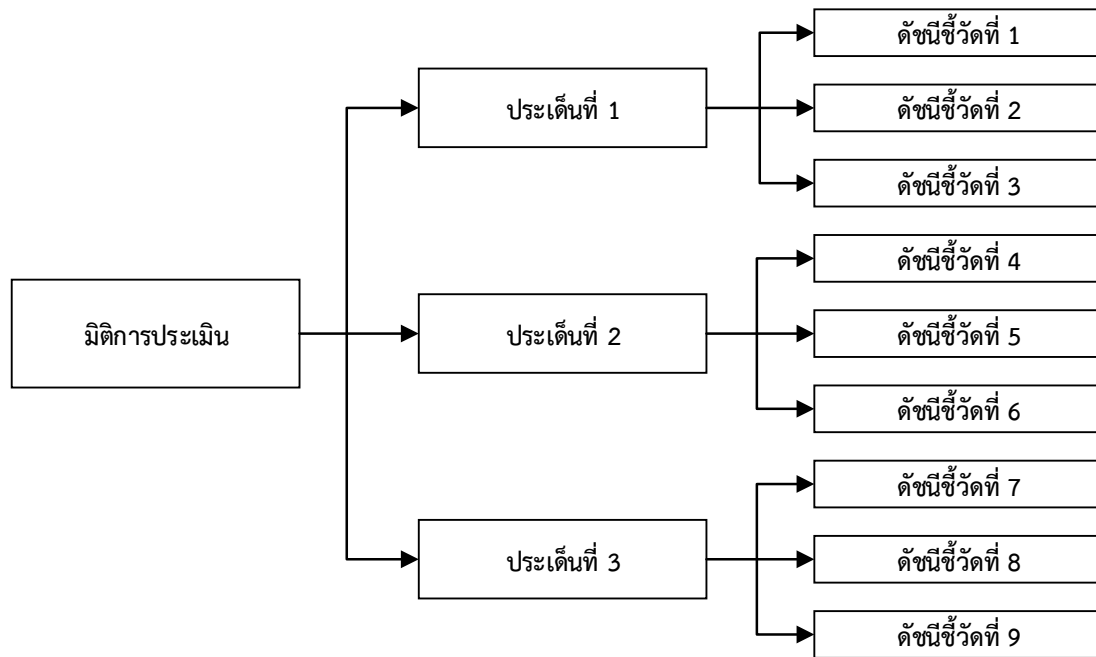 มิติการประเมิน
ประเด็นที่ 1
ดัชนีชี้วัดที่ 1
ดัชนีชี้วัดที่ 2
ดัชนีชี้วัดที่ 3
ประเด็นที่ 2
ดัชนีชี้วัดที่ 4
ดัชนีชี้วัดที่ 5
ดัชนีชี้วัดที่ 6
ประเด็นที่ 3
ดัชนีชี้วัดที่ 7
ดัชนีชี้วัดที่ 8
ดัชนีชี้วัดที่ 9